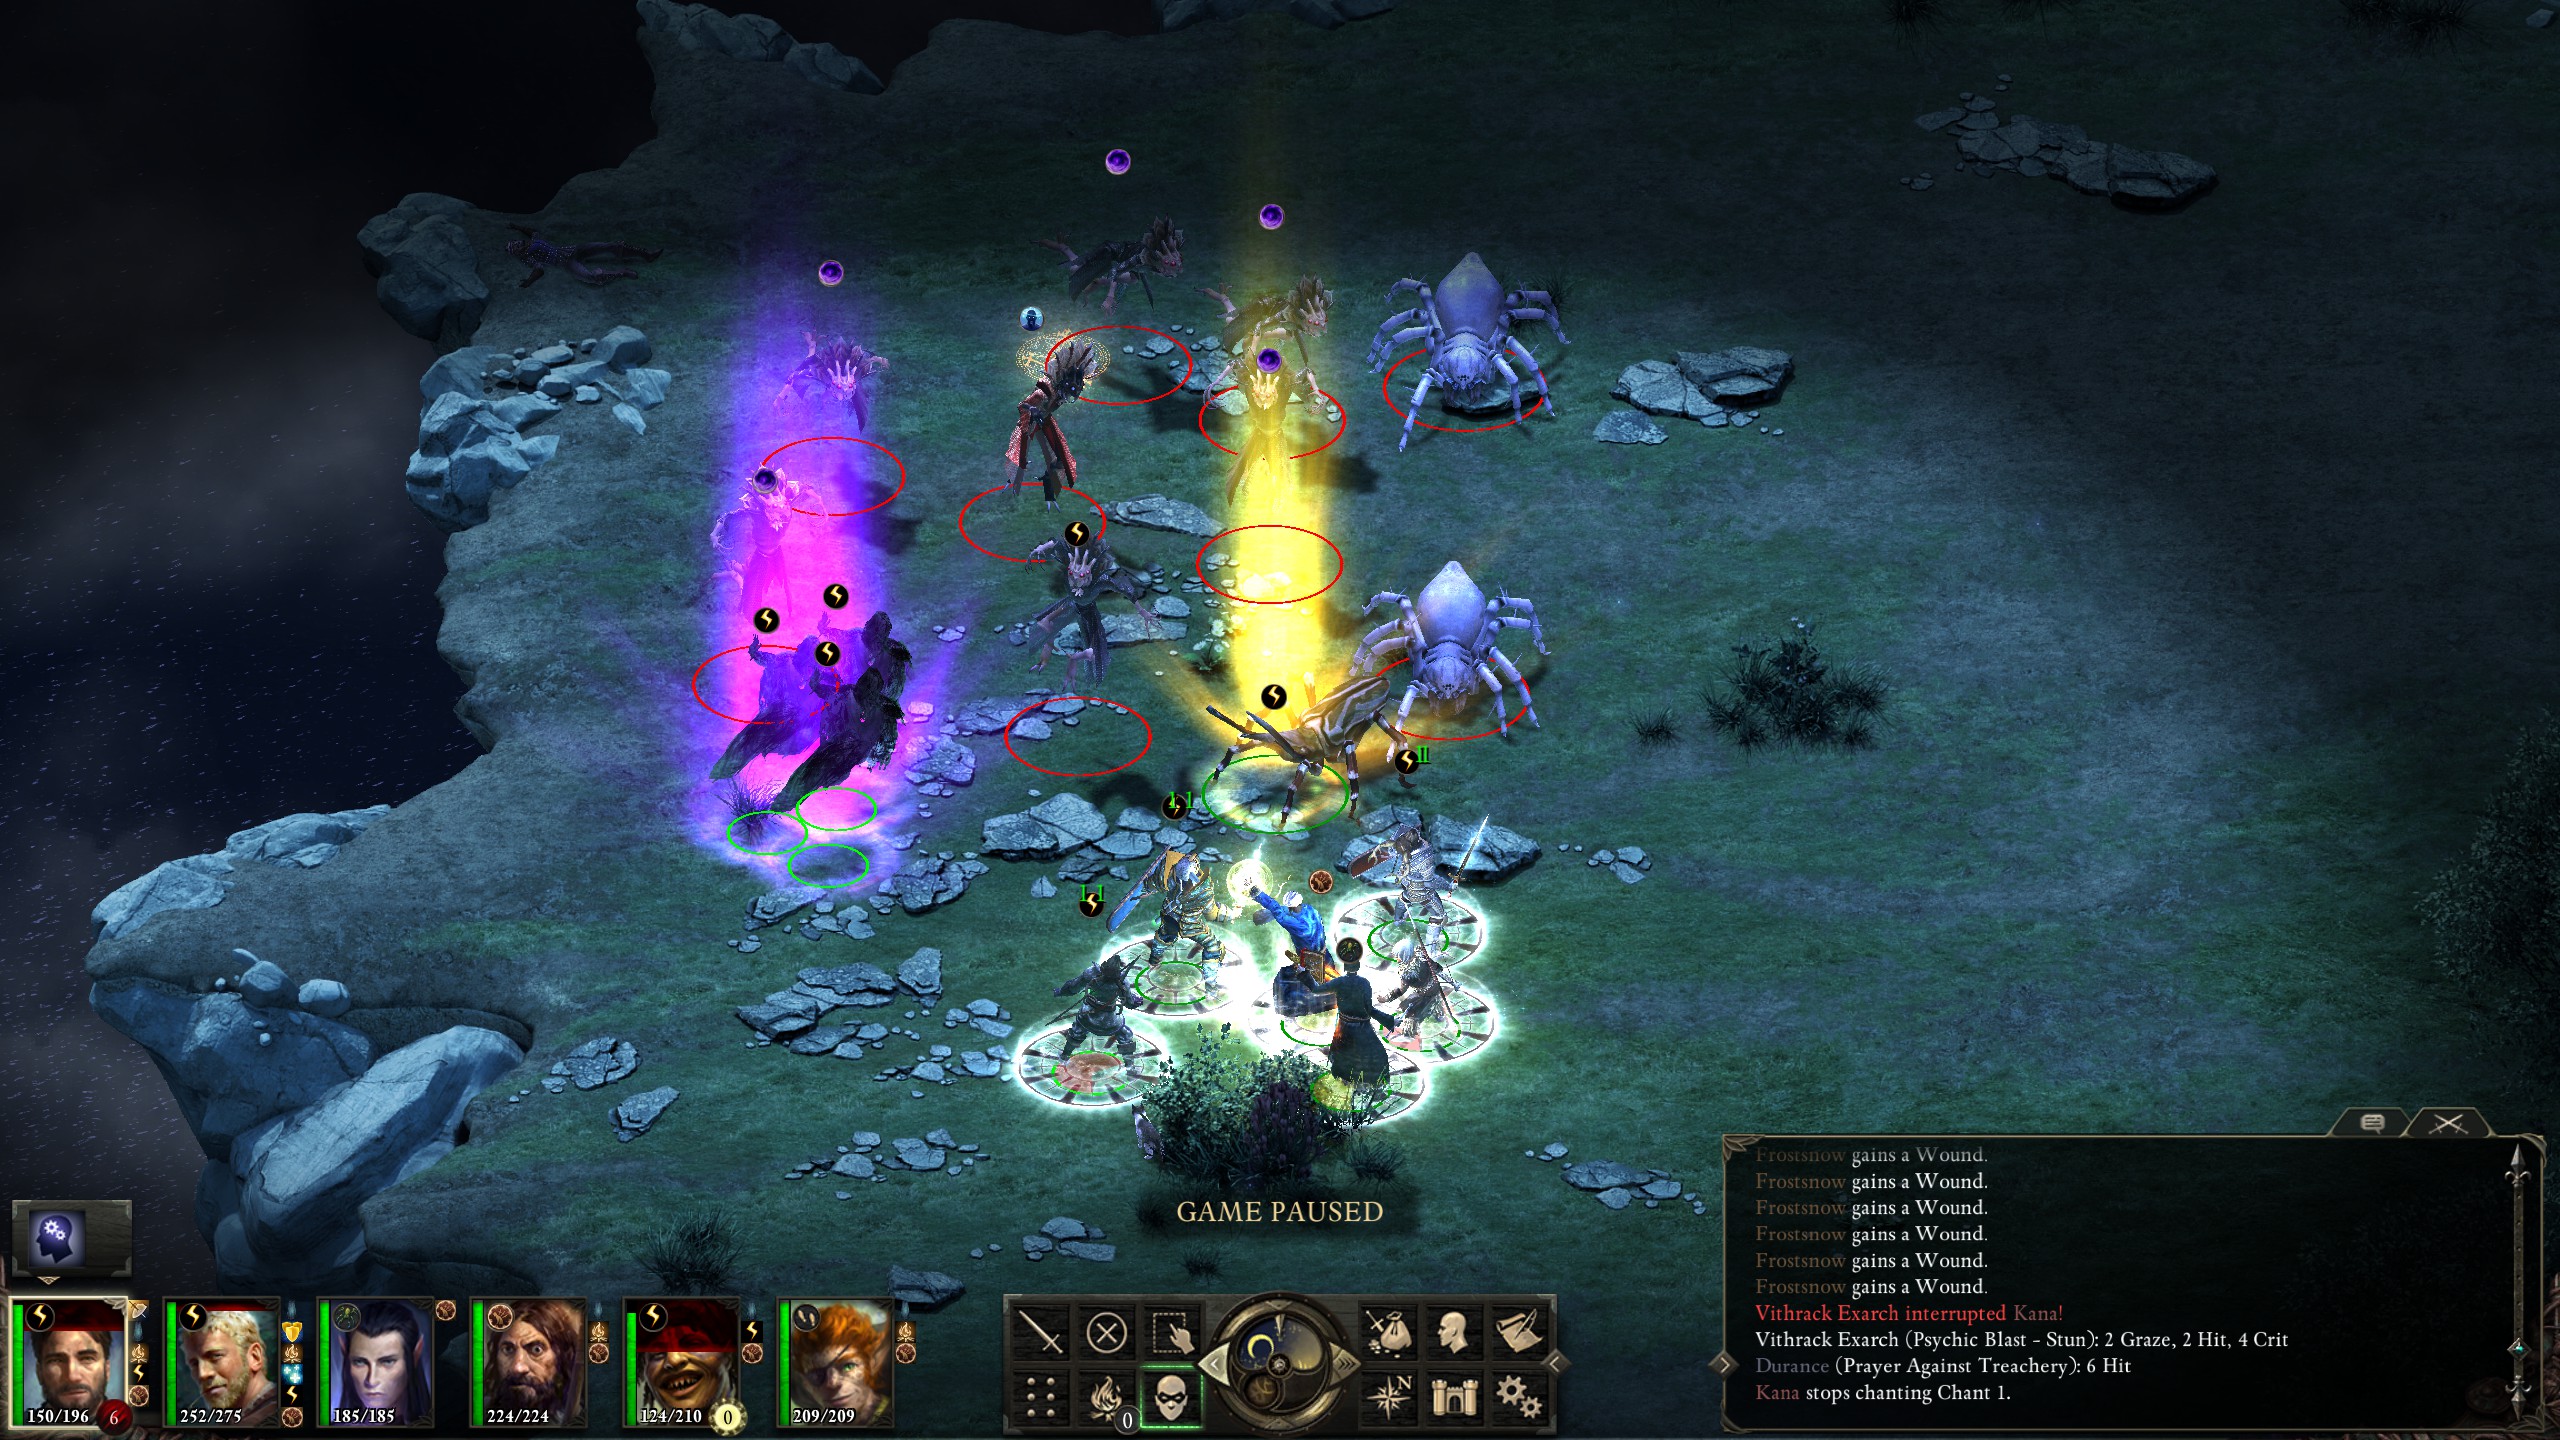 II
11
11
GAME PAUSED
Frostsnow gains a Wound.
Frostsnow gains a Wound.
Frostsnow gains a Wound.
Frostsnow gains a Wound.
Frostsnow gains a Wound.
Frostsnow gains a Wound.
Vithrack Exarch interrupted Kana!
Vithrack Exarch (Psychic Blast - Stun): 2 Graze, 2 Hit, 4 Crit
Durance (Prayer Against Treachery): 6 Hit
Kana stops chanting Chant 1.
150/196
6
252/275
185/185
224/224
124/210
0
209/209
0
N